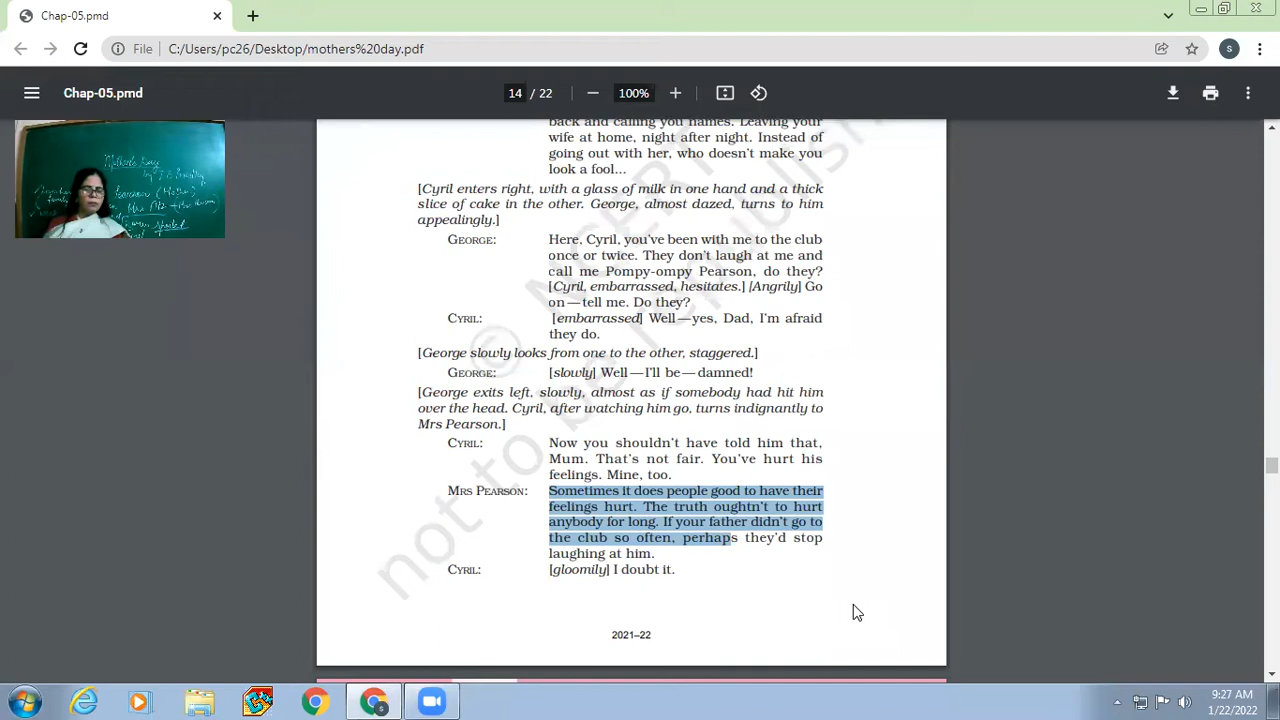 Chap-05.pmd
File C:/Users/pc26/Desktop/mothers%20day.pdf
S
Chap-05.pmd
14 / 22
100%
Mother's Day
back and calling you names. Leaving your
wife at home, night after night. Instead of
going out with her, who doesn't make you
look a fool...
[Cyril enters right, with a glass of milk in one hand and a thick
slice of cake in the other. George, almost dazed, turns to him
appealingly.]
GEORGE: Here, Cyril, you've been with me to the club
once or twice. They don't laugh at me and
call me Pompy-ompy Pearson, do they?
[Cyril, embarrassed, hesitates.] [Angrily] Go
on—tell me. Do they?
CYRIL: [embarrassed] Well—yes, Dad, I'm afraid
they do.
[George slowly looks from one to the other, staggered.]
GEORGE: [slowly] Well—I'll be—damned!
[George exits left, slowly, almost as if somebody had hit him
over the head. Cyril, after watching him go, turns indignantly to
Mrs Pearson.]
CYRIL: Now you shouldn't have told him that,
Mum. That's not fair. You've hurt his
feelings. Mine, too.
MRS PEARSON: Sometimes it does people good to have their
feelings hurt. The truth oughtn't to hurt
anybody for long. If your father didn't go to
the club so often, perhaps they'd stop
laughing at him.
CYRIL: [gloomily] I doubt it.
© NCERT
not to be republished
2021–22
9:27 AM
1/22/2022